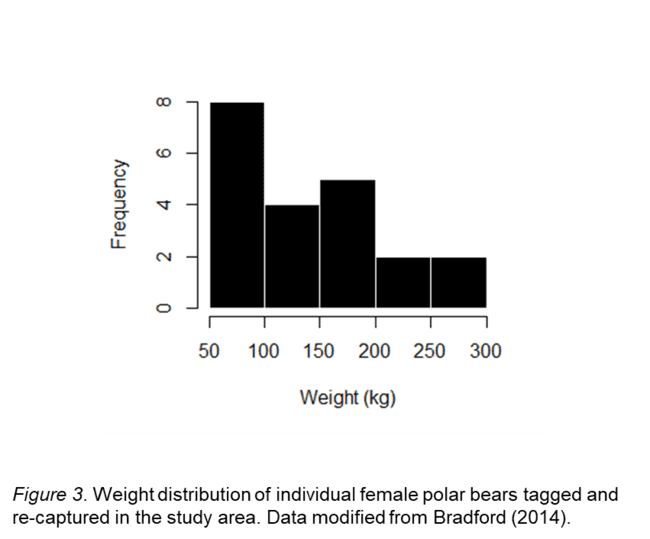 8
6
4
2
0
Frequency
50 100 150 200 250 300
Weight (kg)
Figure 3. Weight distribution of individual female polar bears tagged and
re-captured in the study area. Data modified from Bradford (2014).